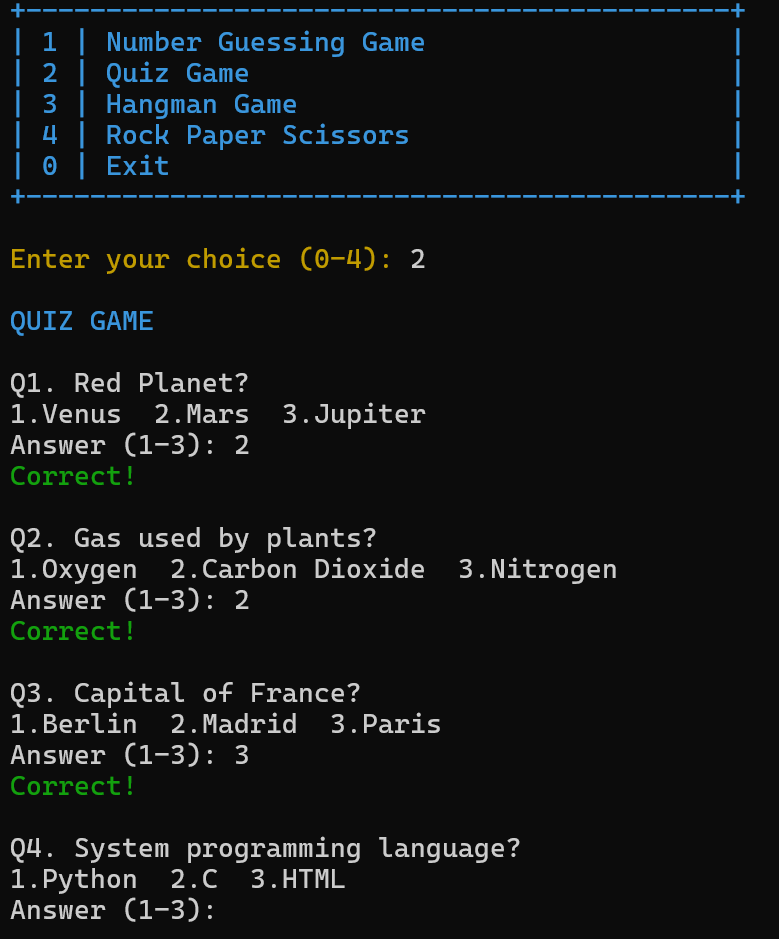 +--------------------------------------------+
| 1 | Number Guessing Game                   |
| 2 | Quiz Game                              |
| 3 | Hangman Game                           |
| 4 | Rock Paper Scissors                    |
| 0 | Exit                                   |
+--------------------------------------------+
Enter your choice (0-4): 2
QUIZ GAME
Q1. Red Planet?
1.Venus  2.Mars  3.Jupiter
Answer (1-3): 2
Correct!
Q2. Gas used by plants?
1.Oxygen  2.Carbon Dioxide  3.Nitrogen
Answer (1-3): 2
Correct!
Q3. Capital of France?
1.Berlin  2.Madrid  3.Paris
Answer (1-3): 3
Correct!
Q4. System programming language?
1.Python  2.C  3.HTML
Answer (1-3):